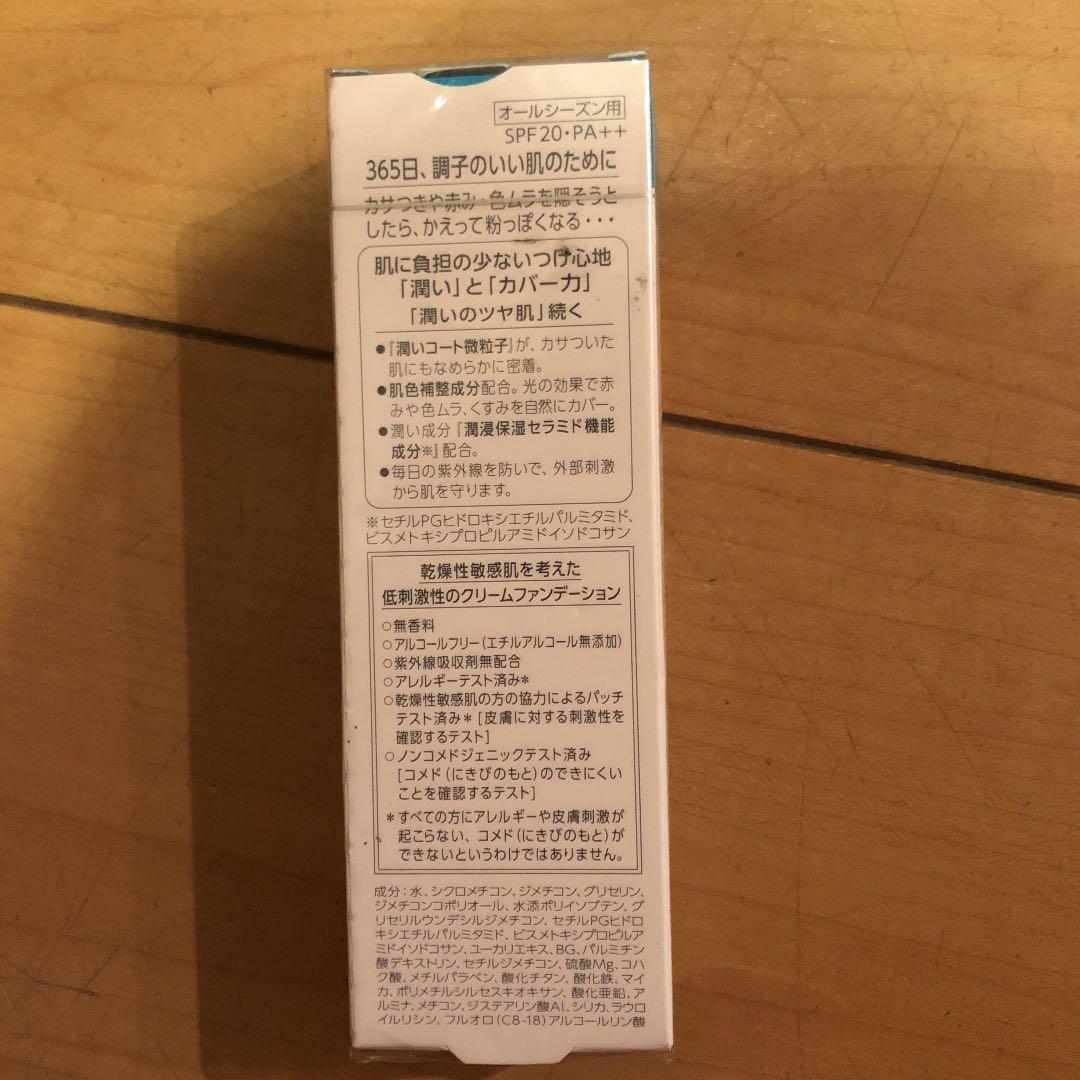 オールシーズン用
SPF20・PA++
365日、調子のいい肌のために
カサつきや赤み・色ムラを隠そうと
したら、かえって粉っぽくなる・・・
肌に負担の少ないつけ心地
「潤い」と「カバー力」
「潤いのツヤ肌」続く
●『潤いコート微粒子』が、カサついた
肌にもなめらかに密着。
●肌色補整成分配合。光の効果で赤
みや色ムラ、くすみを自然にカバー。
●潤い成分『潤浸保湿セラミド機能
成分※』配合。
●毎日の紫外線を防いで、外部刺激
から肌を守ります。
※セチルPGヒドロキシエチルパルミタミド、
ビスメトキシプロピルアミドイソドコサン
乾燥性敏感肌を考えた
低刺激性のクリームファンデーション
○無香料
○アルコールフリー(エチルアルコール無添加)
○紫外線吸収剤無配合
○アレルギーテスト済み*
○乾燥性敏感肌の方の協力によるパッチ
テスト済み*[皮膚に対する刺激性を
確認するテスト]
○ノンコメドジェニックテスト済み
[コメド(にきびのもと)のできにくい
ことを確認するテスト]
*すべての方にアレルギーや皮膚刺激が
起こらない、コメド(にきびのもと)が
できないというわけではありません。
成分:水、シクロメチコン、ジメチコン、グリセリン、
ジメチコンコポリオール、水添ポリイソブテン、グ
リセリルウンデシルジメチコン、セチルPGヒドロ
キシエチルパルミタミド、ビスメトキシプロピルア
ミドイソドコサン、ユーカリエキス、BG、パルミチン
酸デキストリン、セチルジメチコン、硫酸Mg、コハ
ク酸、メチルパラベン、酸化チタン、酸化鉄、マイ
カ、ポリメチルシルセスキオキサン、酸化亜鉛、ア
ルミナ、メチコン、ジステアリン酸Al、シリカ、ラウロ
イルリシン、フルオロ(C8-18)アルコールリン酸